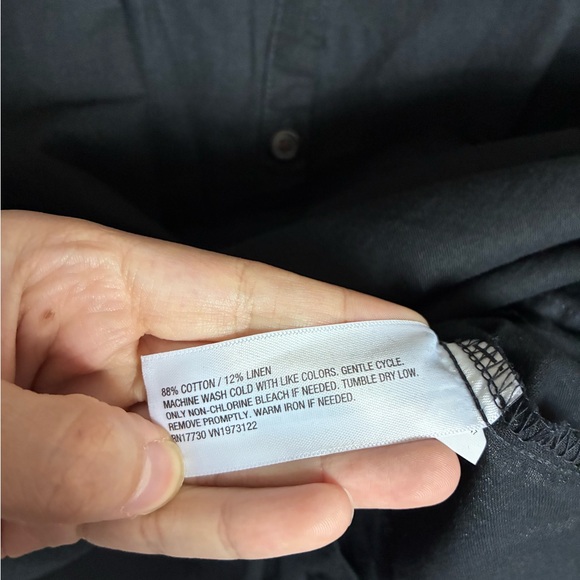 88% COTTON / 12% LINEN
MACHINE WASH COLD WITH LIKE COLORS. GENTLE CYCLE.
ONLY NON-CHLORINE BLEACH IF NEEDED. TUMBLE DRY LOW.
REMOVE PROMPTLY. WARM IRON IF NEEDED.
RN17730 VN1973122